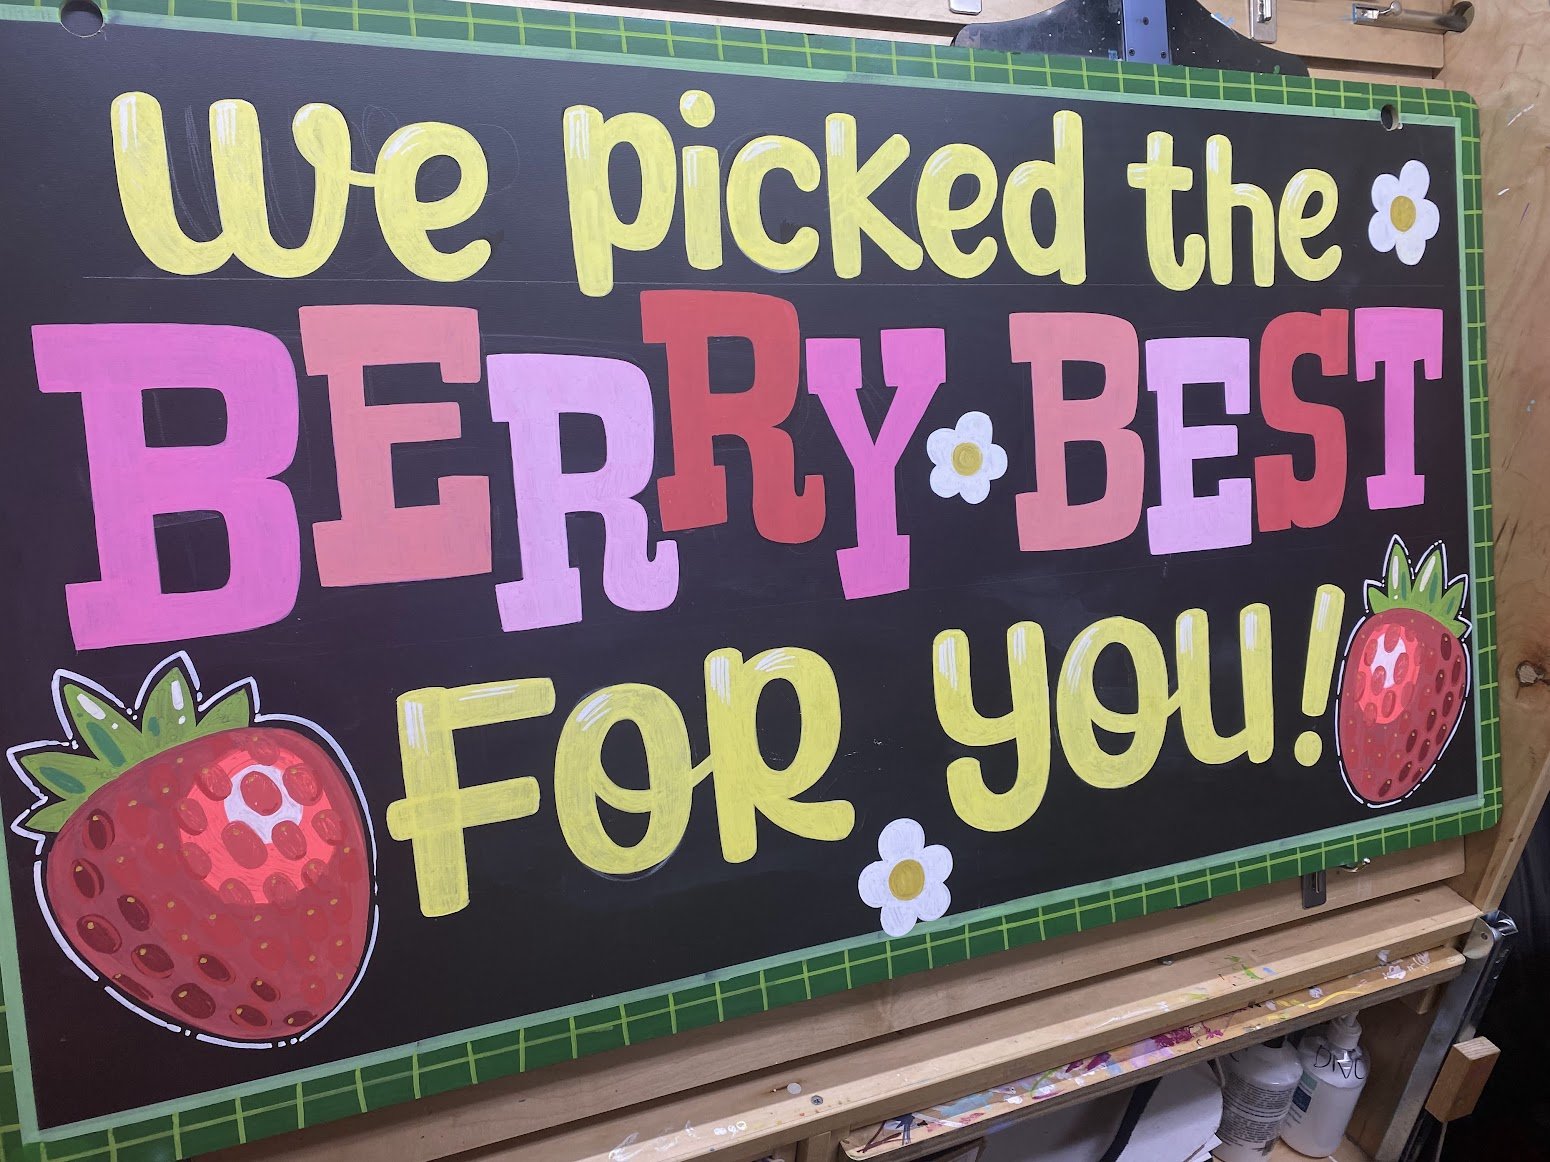 we picked the
BERRY BEST
FOR YOU!